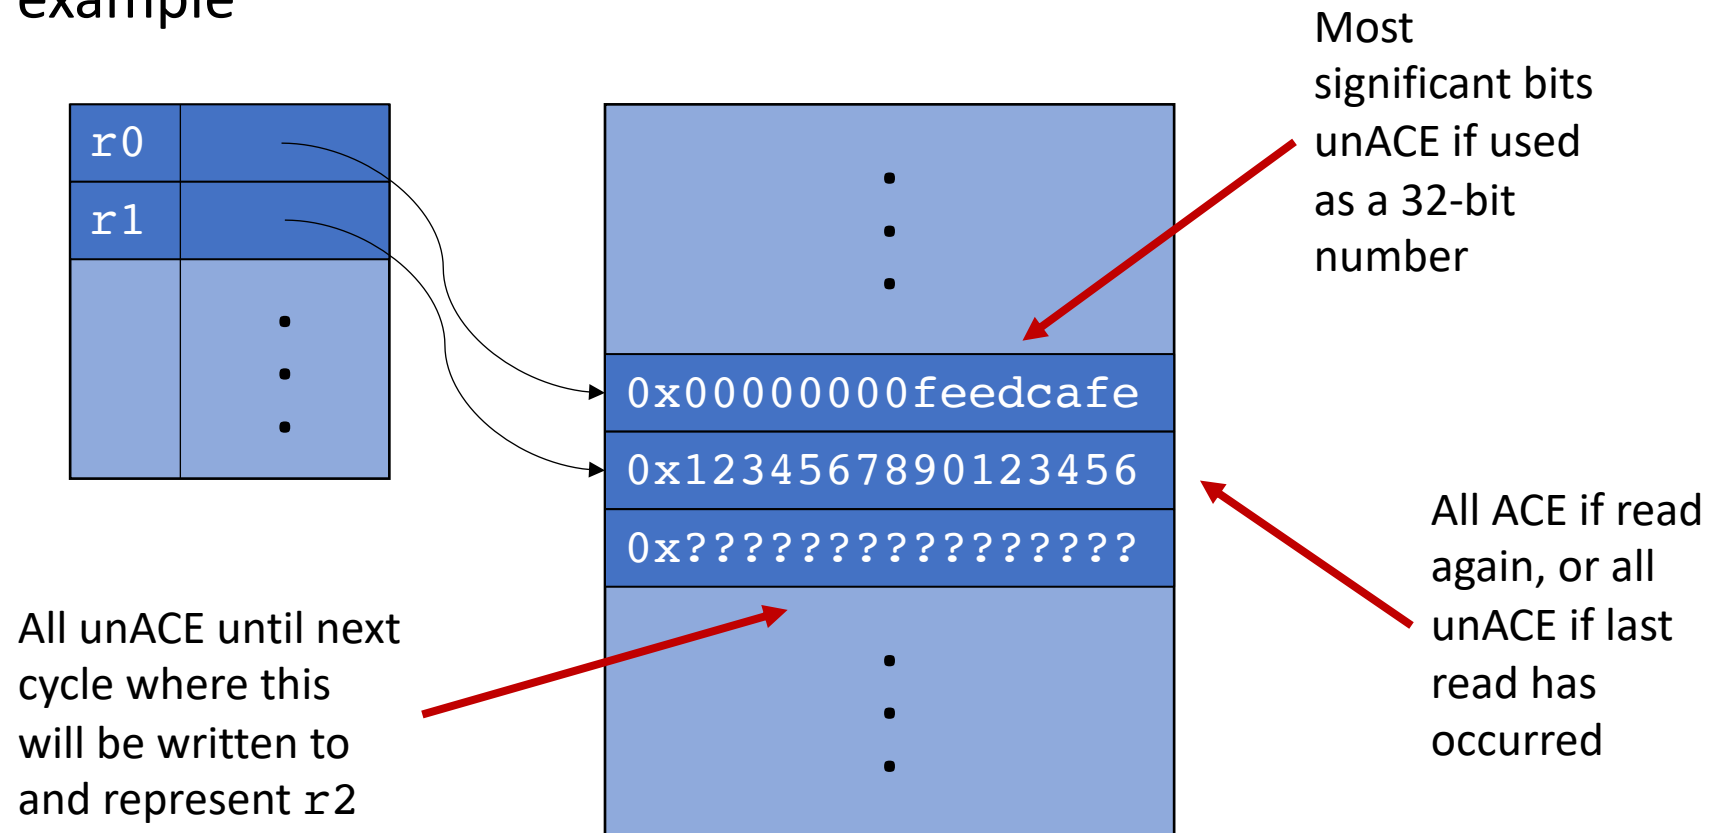 example
Most
significant bits
unACE if used
as a 32-bit
number
r0
r1
0x00000000feedcafe
0x1234567890123456
0x????????????????
All ACE if read
again, or all
unACE if last
read has
occurred
All unACE until next
cycle where this
will be written to
and represent r2